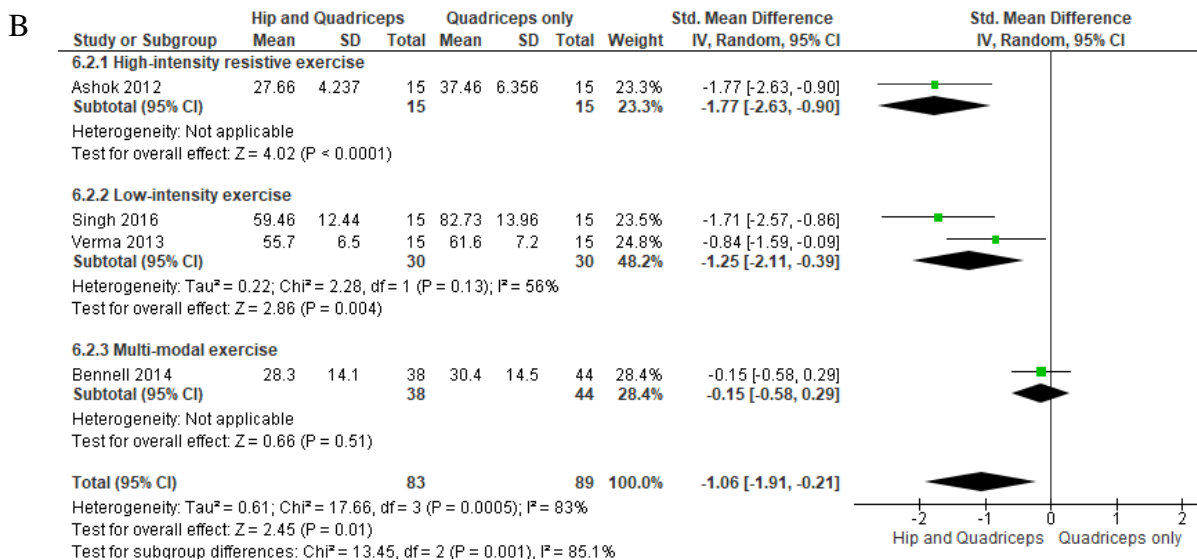 B
Hip and Quadriceps Quadriceps only Std. Mean Difference Std. Mean Difference
Study or Subgroup Mean SD Total Mean SD Total Weight IV, Random, 95% CI IV, Random, 95% CI
6.2.1 High-intensity resistive exercise
Ashok 2012 27.66 4.237 15 37.46 6.356 15 23.3% -1.77 [-2.63, -0.90]
Subtotal (95% CI) 15 15 23.3% -1.77 [-2.63, -0.90]
Heterogeneity: Not applicable
Test for overall effect: Z = 4.02 (P < 0.0001)
6.2.2 Low-intensity exercise
Singh 2016 59.46 12.44 15 82.73 13.96 15 23.5% -1.71 [-2.57, -0.86]
Verma 2013 55.7 6.5 15 61.6 7.2 15 24.8% -0.84 [-1.59, -0.09]
Subtotal (95% CI) 30 30 48.2% -1.25 [-2.11, -0.39]
Heterogeneity: Tau² = 0.22; Chi² = 2.28, df = 1 (P = 0.13); I² = 56%
Test for overall effect: Z = 2.86 (P = 0.004)
6.2.3 Multi-modal exercise
Bennell 2014 28.3 14.1 38 30.4 14.5 44 28.4% -0.15 [-0.58, 0.29]
Subtotal (95% CI) 38 44 28.4% -0.15 [-0.58, 0.29]
Heterogeneity: Not applicable
Test for overall effect: Z = 0.66 (P = 0.51)
Total (95% CI) 83 89 100.0% -1.06 [-1.91, -0.21]
Heterogeneity: Tau² = 0.61; Chi² = 17.66, df = 3 (P = 0.0005); I² = 83%
Test for overall effect: Z = 2.45 (P = 0.01)
Test for subgroup differences: Chi² = 13.45, df = 2 (P = 0.001), I² = 85.1%
-2 -1 0 1 2
Hip and Quadriceps Quadriceps only